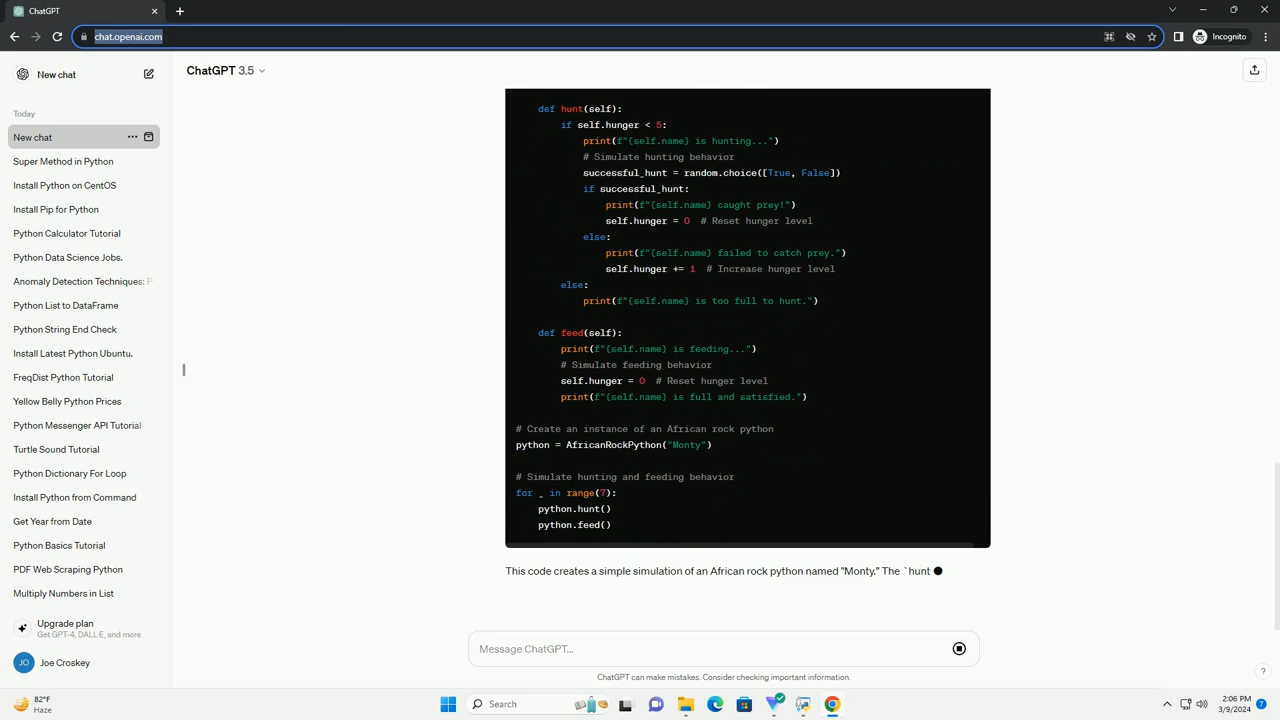 ChatGPT
chat.openai.com
Incognito
New chat
Today
New chat
Super Method in Python
Install Python on CentOS
Install Pip for Python
Python Calculator Tutorial
Python Data Science Jobs.
Anomaly Detection Techniques: P
Python List to DataFrame
Python String End Check
Install Latest Python Ubuntu.
FreqDist Python Tutorial
Yellow Belly Python Prices
Python Messenger API Tutorial
Turtle Sound Tutorial
Python Dictionary For Loop
Install Python from Command
Get Year from Date
Python Basics Tutorial
PDF Web Scraping Python
Multiply Numbers in List
Upgrade plan
Get GPT-4, DALL·E, and more
JO Joe Croskey
ChatGPT 3.5
def hunt(self):
if self.hunger < 5:
print(f"{self.name} is hunting...")
# Simulate hunting behavior
successful_hunt = random.choice([True, False])
if successful_hunt:
print(f"{self.name} caught prey!")
self.hunger = 0  # Reset hunger level
else:
print(f"{self.name} failed to catch prey.")
self.hunger += 1  # Increase hunger level
else:
print(f"{self.name} is too full to hunt.")
def feed(self):
print(f"{self.name} is feeding...")
# Simulate feeding behavior
self.hunger = 0  # Reset hunger level
print(f"{self.name} is full and satisfied.")
# Create an instance of an African rock python
python = AfricanRockPython("Monty")
# Simulate hunting and feeding behavior
for _ in range(7):
python.hunt()
python.feed()
This code creates a simple simulation of an African rock python named "Monty." The `hunt
Message ChatGPT...
ChatGPT can make mistakes. Consider checking important information.
?
82°F
Haze
Search
2:06 PM
3/9/2024
7